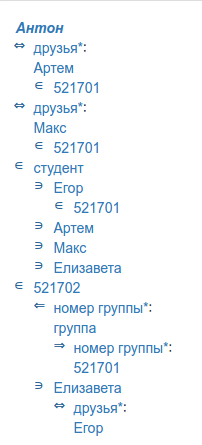 Антон
⇔ друзья*:
Артем
∈ 521701
⇔ друзья*:
Макс
∈ 521701
∈ студент
∋ Егор
∈ 521701
∋ Артем
∋ Макс
∋ Елизавета
∈ 521702
⇐ номер группы*:
группа
⇒ номер группы*:
521701
∋ Елизавета
⇔ друзья*:
Егор